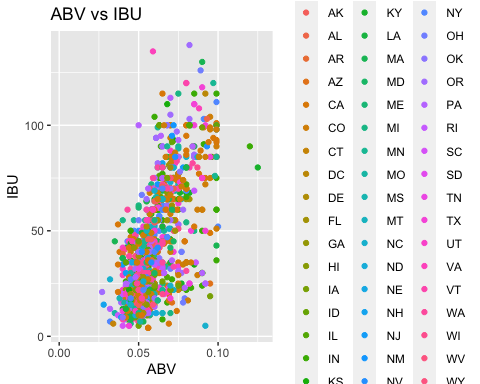 ABV vs IBU
IBU
100
50
0
0.00 0.05 0.10
ABV
AK KY NY
AL LA OH
AR MA OK
AZ MD OR
CA ME PA
CO MI RI
CT MN SC
DC MO SD
DE MS TN
FL MT TX
GA NC UT
HI ND VA
IA NE VT
ID NH WA
IL NJ WI
IN NM WV
KS NV WY